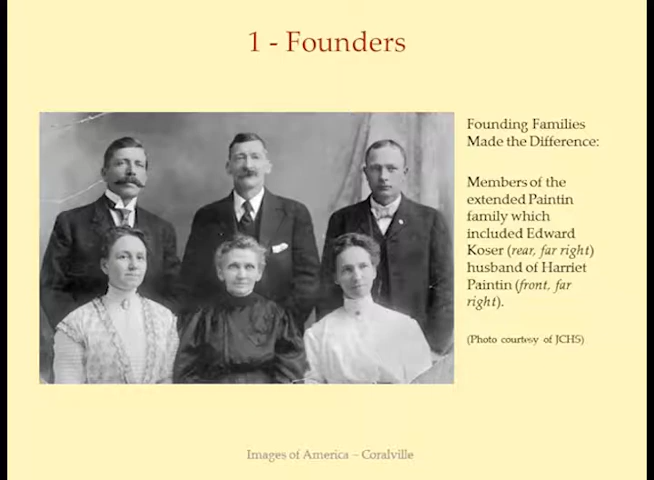 1 - Founders
Founding Families
Made the Difference:
Members of the
extended Paintin
family which
included Edward
Koser (rear, far right)
husband of Harriet
Paintin (front, far
right).
(Photo courtesy of JCHS)
Images of America – Coralville